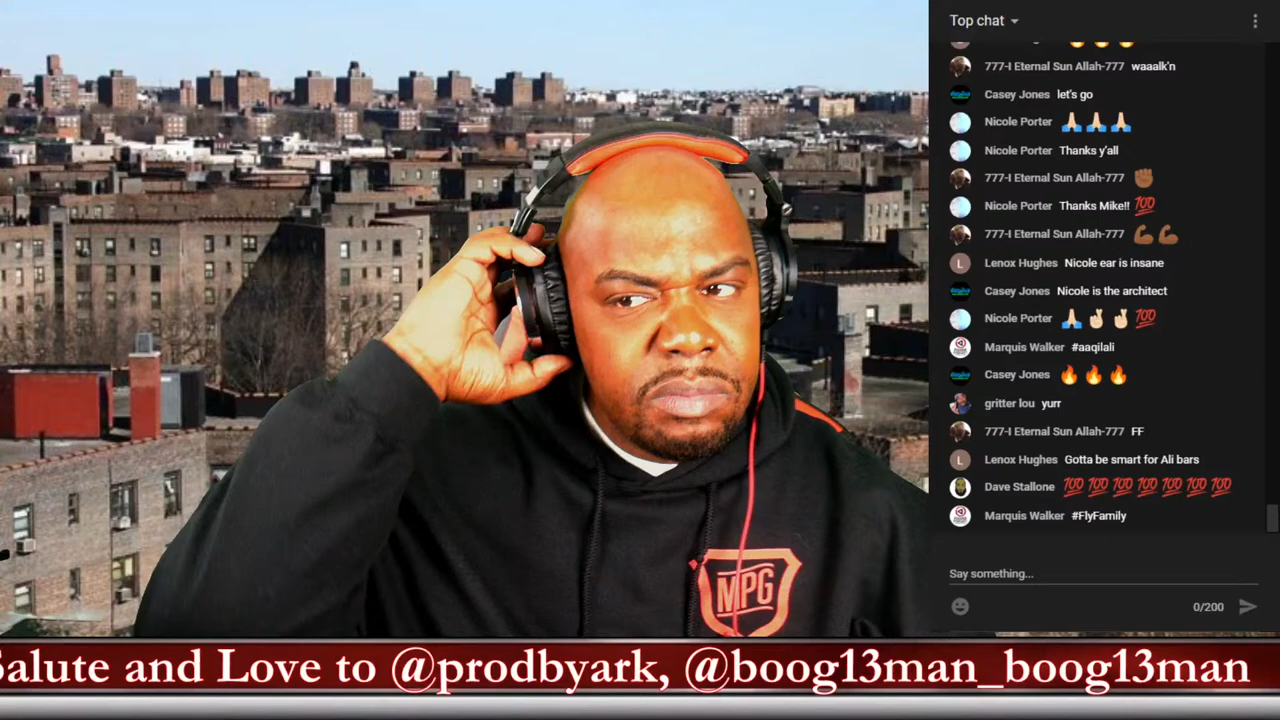 Top chat
777-I Eternal Sun Allah-777 waaalk'n
Casey Jones let's go
Nicole Porter 🙏🏻🙏🏻🙏🏻
Nicole Porter Thanks y'all
777-I Eternal Sun Allah-777 ✊🏾
Nicole Porter Thanks Mike!! 💯
777-I Eternal Sun Allah-777 💪🏾💪🏾
L Lenox Hughes Nicole ear is insane
Casey Jones Nicole is the architect
Nicole Porter 🙏🏻🤞🏻🤞🏻💯
Marquis Walker #aaqilali
Casey Jones 🔥🔥🔥
gritter lou yurr
777-I Eternal Sun Allah-777 FF
L Lenox Hughes Gotta be smart for Ali bars
Dave Stallone 💯💯💯💯💯💯💯
Marquis Walker #FlyFamily
Say something...
0/200
MPG
Salute and Love to @prodbyark, @boog13man_boog13man